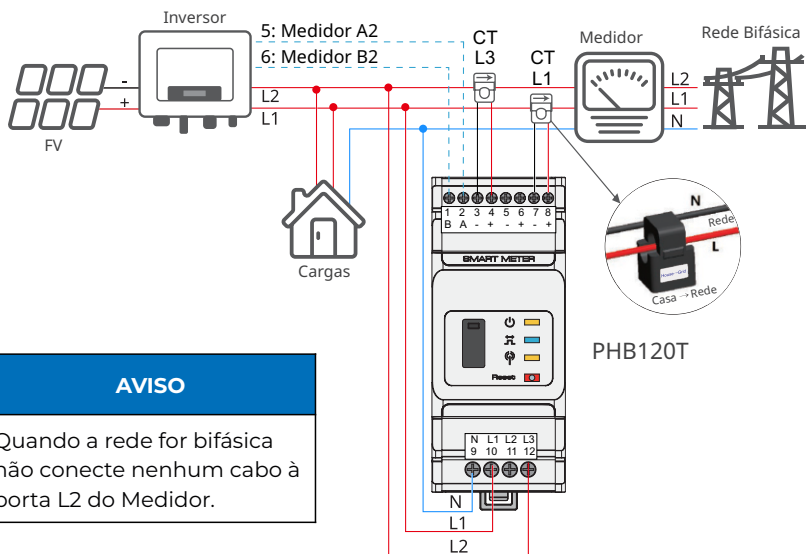 Inversor
5: Medidor A2
6: Medidor B2
CT
L3
CT
L1
Medidor
Rede Bifásica
-
+
FV
L2
L1
L2
L1
N
Cargas
1 2 3 4 5 6 7 8
B A - + - + - +
SMART METER
Reset
N
Rede
L
House→Grid
Casa → Rede
PHB120T
AVISO
Quando a rede for bifásica
não conecte nenhum cabo à
porta L2 do Medidor.
N L1 L2 L3
9 10 11 12
N
L1
L2